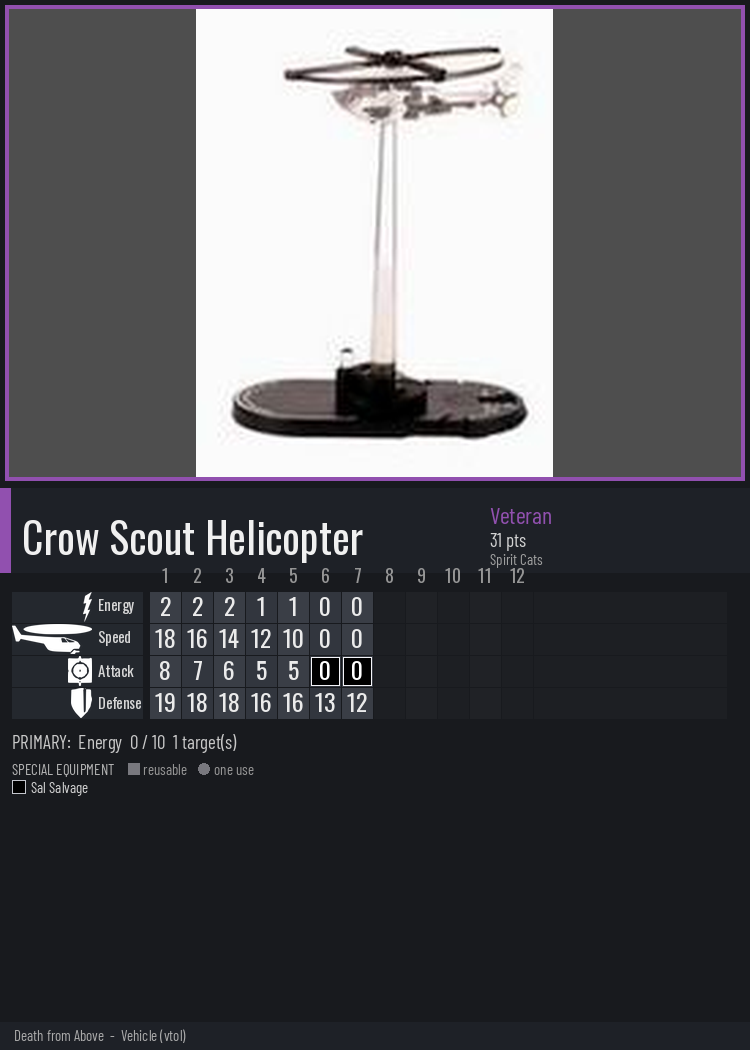 Crow Scout Helicopter
Veteran
31 pts
Spirit Cats
1 2 3 4 5 6 7 8 9 10 11 12
Energy 2 2 2 1 1 0 0
Speed 18 16 14 12 10 0 0
Attack 8 7 6 5 5 0 0
Defense 19 18 18 16 16 13 12
PRIMARY: Energy 0 / 10 1 target(s)
SPECIAL EQUIPMENT reusable one use
Sal Salvage
Death from Above - Vehicle (vtol)